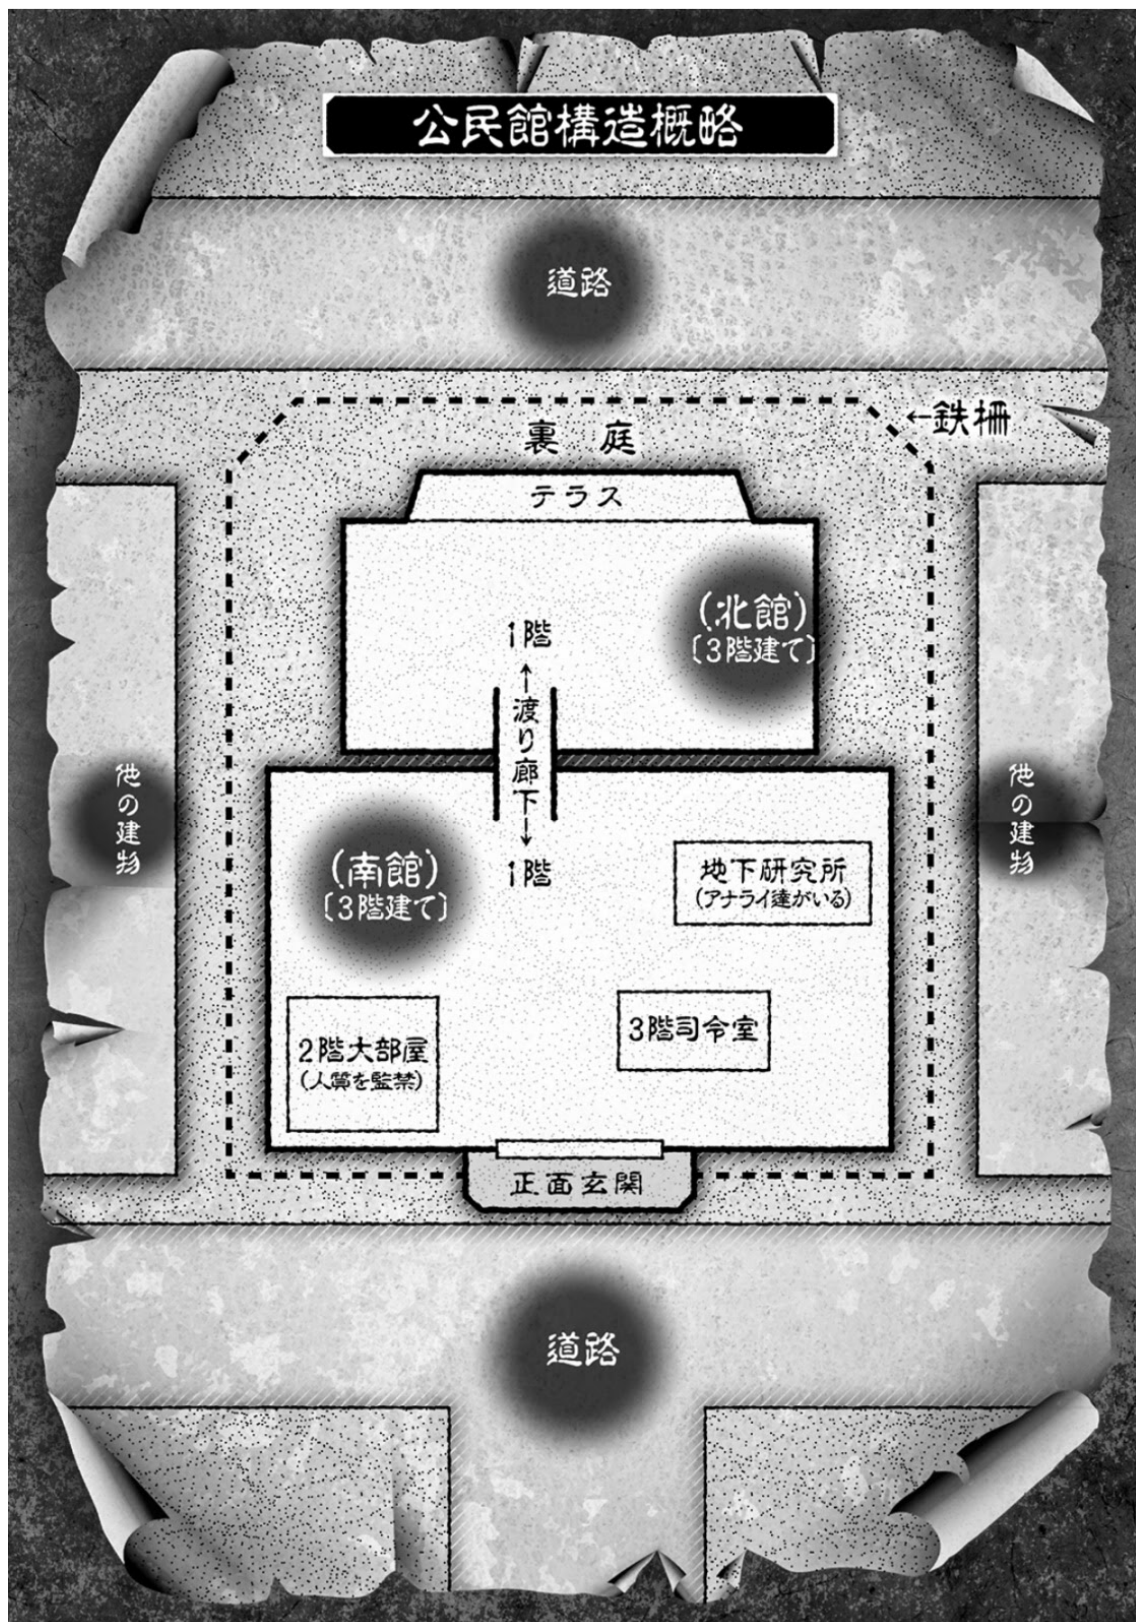 公民館構造概略
道路
←鉄柵
裏庭
テラス
(北館)
〔3階建て〕
1階
←渡り廊下→
1階
(南館)
〔3階建て〕
地下研究所
(アナライ達がいる)
3階司令室
2階大部屋
(人質を監禁)
正面玄関
他の建物
他の建物
道路